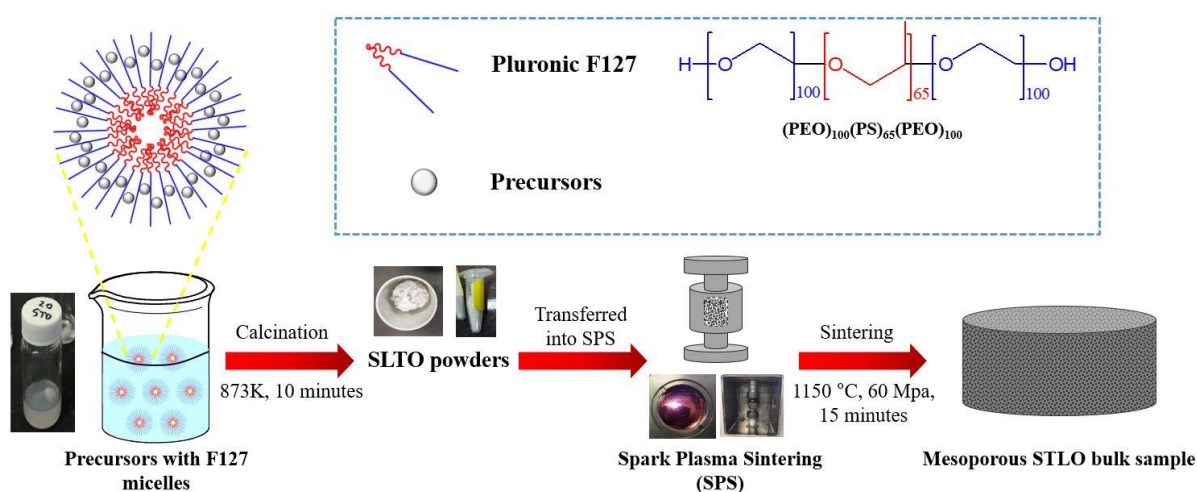 Pluronic F127
H
O
100
O
65
O
100
OH
(PEO)100(PS)65(PEO)100
Precursors
20
STO
Calcination
873K, 10 minutes
SLTO powders
Transferred
into SPS
Sintering
1150 °C, 60 Mpa,
15 minutes
Precursors with F127
micelles
Spark Plasma Sintering
(SPS)
Mesoporous STLO bulk sample